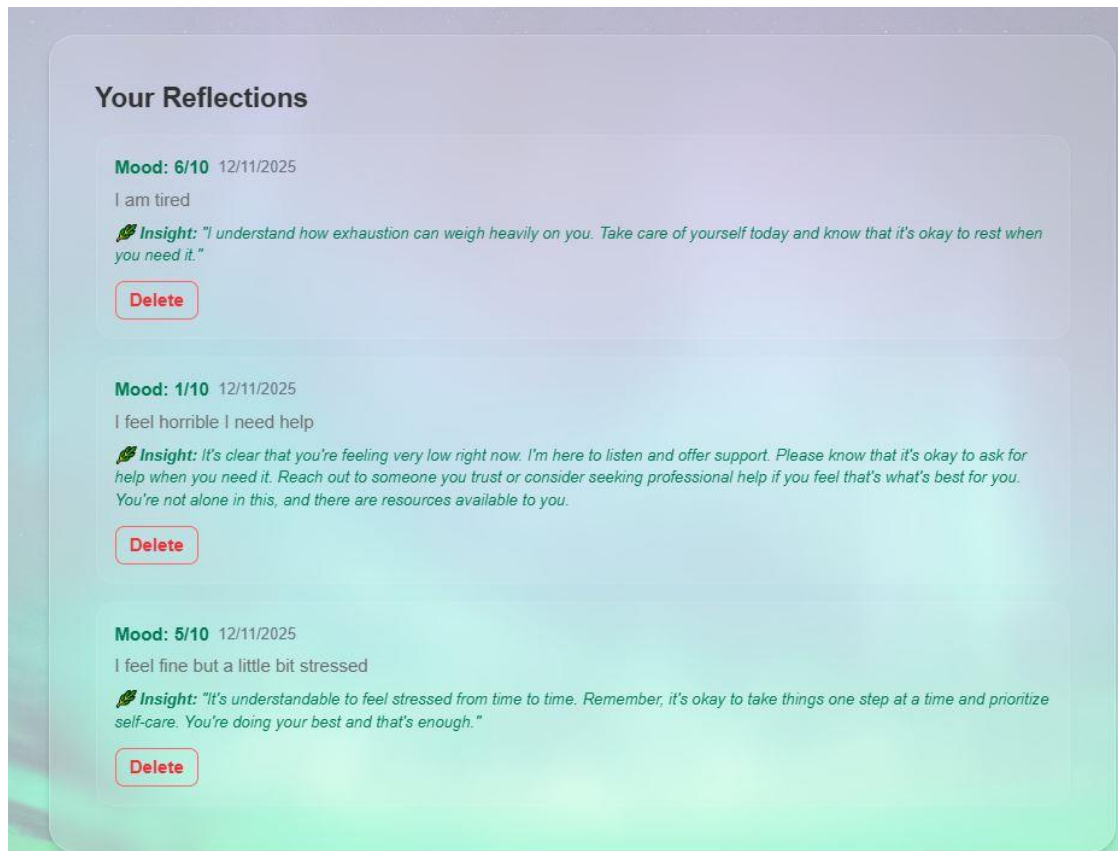 Your Reflections
Mood: 6/10 12/11/2025
I am tired
Insight: "I understand how exhaustion can weigh heavily on you. Take care of yourself today and know that it's okay to rest when
you need it."
Delete
Mood: 1/10 12/11/2025
I feel horrible I need help
Insight: It's clear that you're feeling very low right now. I'm here to listen and offer support. Please know that it's okay to ask for
help when you need it. Reach out to someone you trust or consider seeking professional help if you feel that's what's best for you.
You're not alone in this, and there are resources available to you.
Delete
Mood: 5/10 12/11/2025
I feel fine but a little bit stressed
Insight: "It's understandable to feel stressed from time to time. Remember, it's okay to take things one step at a time and prioritize
self-care. You're doing your best and that's enough."
Delete